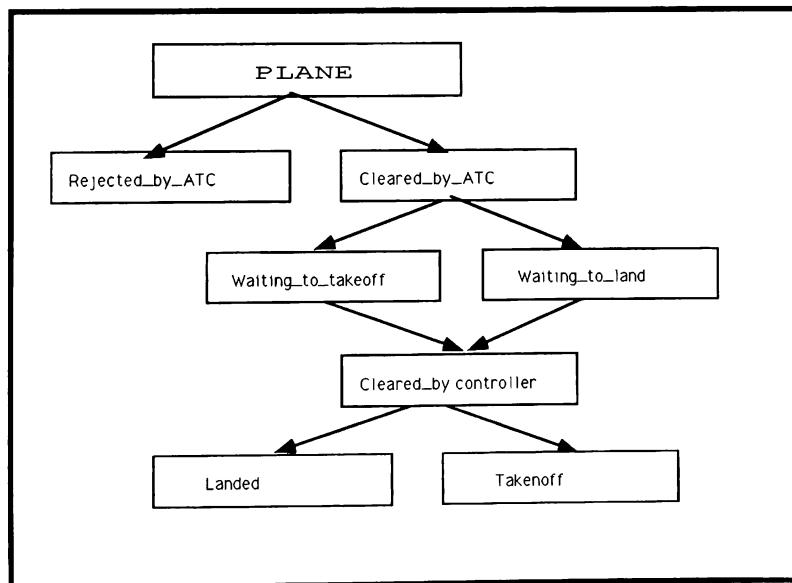 PLANE
Rejected_by_ATC
Cleared_by_ATC
Waiting_to_takeoff
Waiting_to_land
Cleared_by controller
Landed
Takenoff